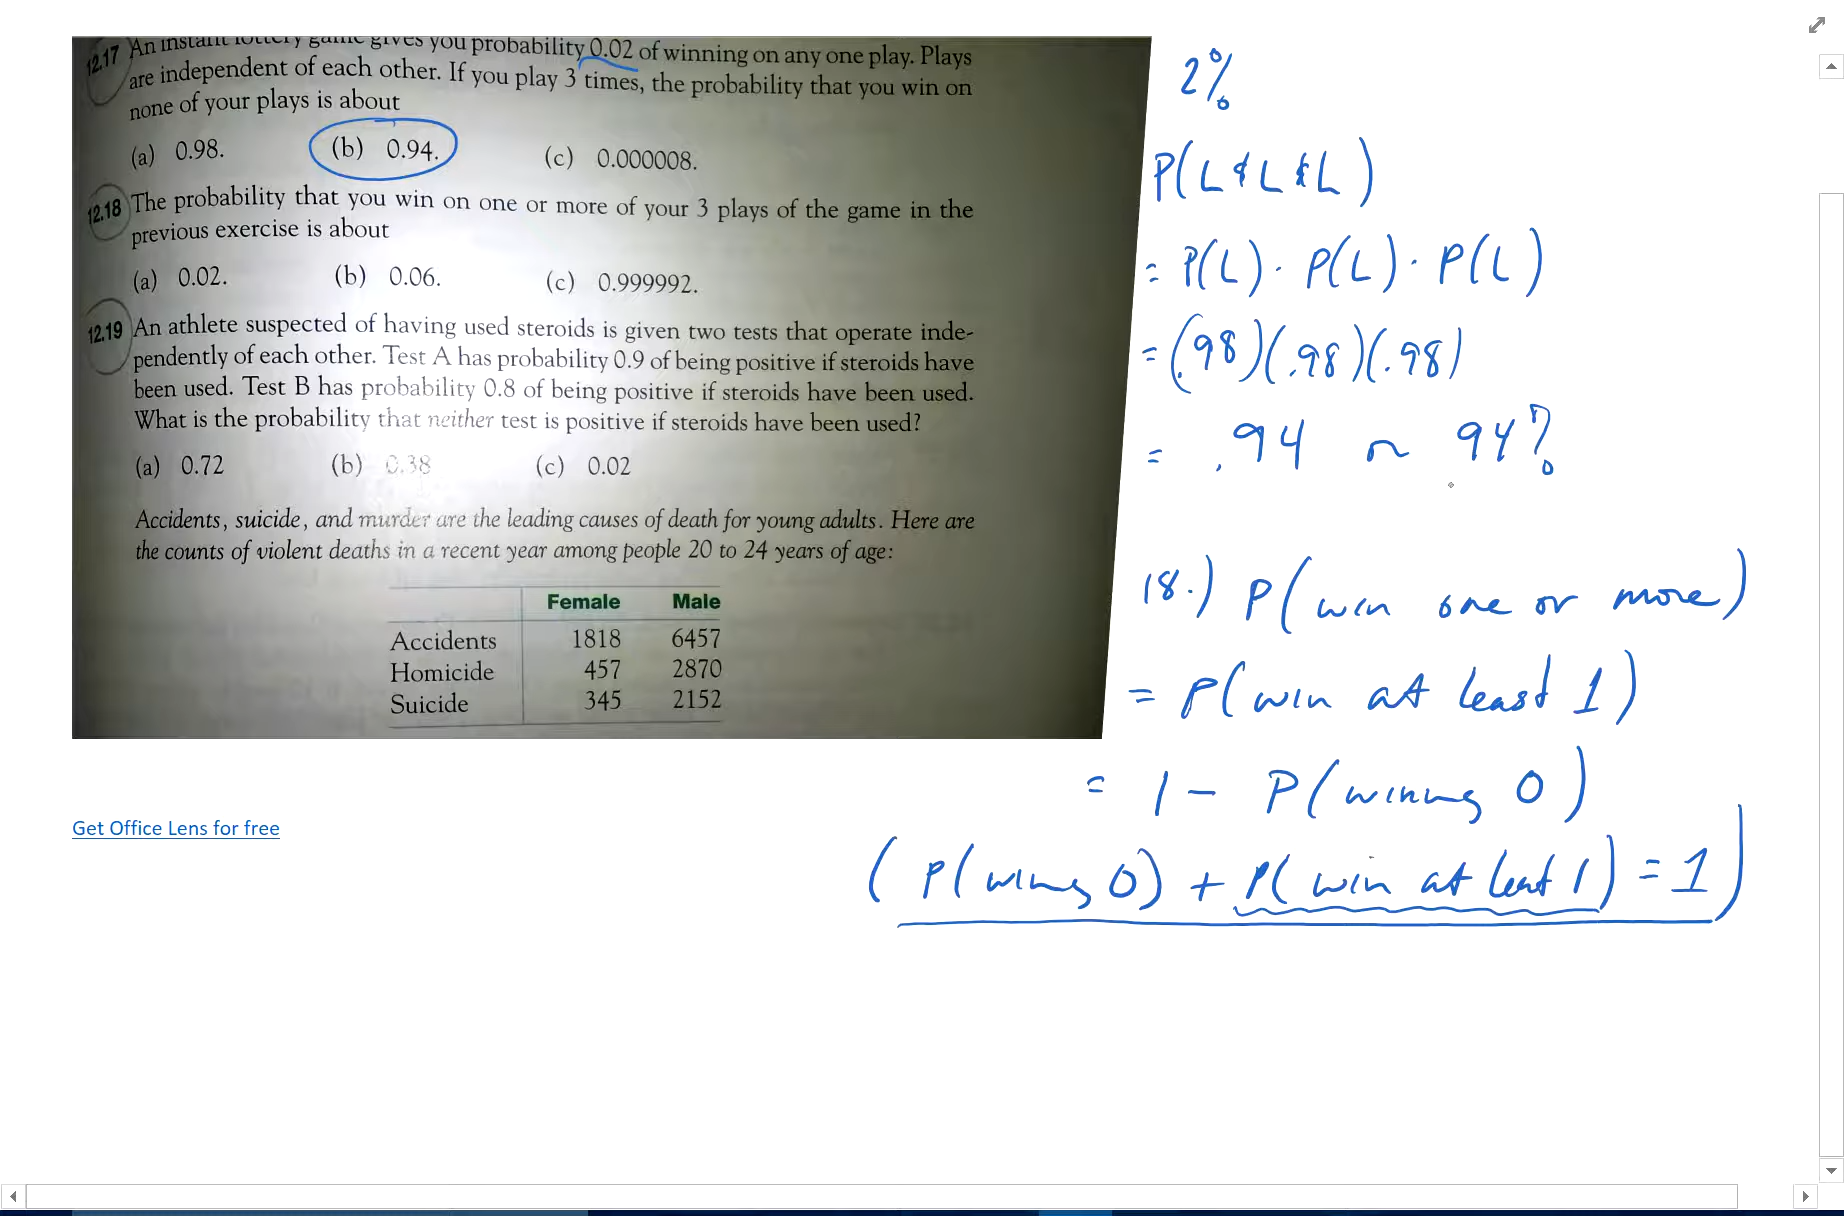 12.17 An instant lottery game gives you probability 0.02 of winning on any one play. Plays
are independent of each other. If you play 3 times, the probability that you win on
none of your plays is about
(a) 0.98. (b) 0.94. (c) 0.000008.
12.18 The probability that you win on one or more of your 3 plays of the game in the
previous exercise is about
(a) 0.02. (b) 0.06. (c) 0.999992.
12.19 An athlete suspected of having used steroids is given two tests that operate inde-
pendently of each other. Test A has probability 0.9 of being positive if steroids have
been used. Test B has probability 0.8 of being positive if steroids have been used.
What is the probability that neither test is positive if steroids have been used?
(a) 0.72 (b) 0.38 (c) 0.02
Accidents, suicide, and murder are the leading causes of death for young adults. Here are
the counts of violent deaths in a recent year among people 20 to 24 years of age:
Female Male
Accidents 1818 6457
Homicide 457 2870
Suicide 345 2152
Get Office Lens for free
2%
P(L & L & L)
= P(L) · P(L) · P(L)
= (.98)(.98)(.98)
= .94 or 94%
18.) P(win one or more)
= P(win at least 1)
= 1 - P(winning 0)
(P(wing 0) + P(win at least 1) = 1)